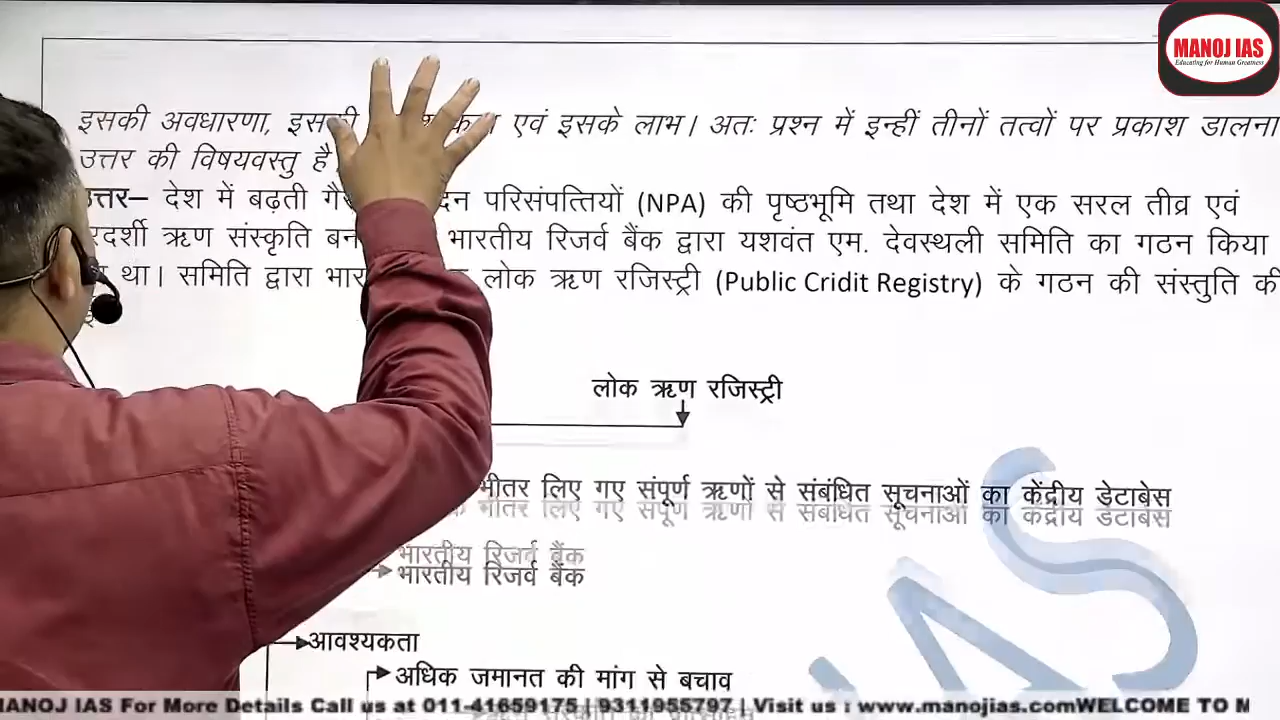 MANOJ IAS
Educating for Human Greatness
इसकी अवधारणा, इसकी एवं इसके लाभ। अतः प्रश्न में इन्हीं तीनों तत्वों पर प्रकाश डालना
उत्तर की विषयवस्तु है
उत्तर– देश में बढ़ती परिसंपत्तियों (NPA) की पृष्ठभूमि तथा देश में एक सरल तीव्र एवं
ऋण संस्कृति भारतीय रिजर्व बैंक द्वारा यशवंत एम. देवस्थली समिति का गठन किया
था। समिति द्वारा लोक ऋण रजिस्ट्री (Public Cridit Registry) के गठन की संस्तुति की
लोक ऋण रजिस्ट्री
भीतर लिए गए संपूर्ण ऋणों से संबंधित सूचनाओं का केंद्रीय डेटाबेस
भारतीय रिजर्व बैंक
आवश्यकता
अधिक जमानत की मांग से बचाव
MANOJ IAS For More Details Call us at 011-41659175 | 9311955797 | Visit us : www.manojias.comWELCOME TO M